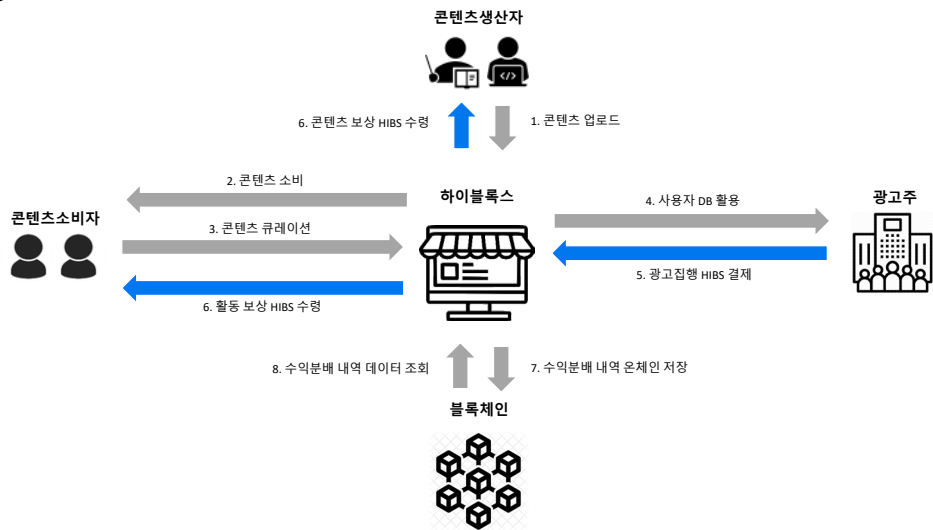 콘텐츠생산자
</>
6. 콘텐츠 보상 HIBS 수령
1. 콘텐츠 업로드
2. 콘텐츠 소비
하이블록스
4. 사용자 DB 활용
광고주
콘텐츠소비자
3. 콘텐츠 큐레이션
5. 광고집행 HIBS 결제
6. 활동 보상 HIBS 수령
8. 수익분배 내역 데이터 조회
7. 수익분배 내역 온체인 저장
블록체인